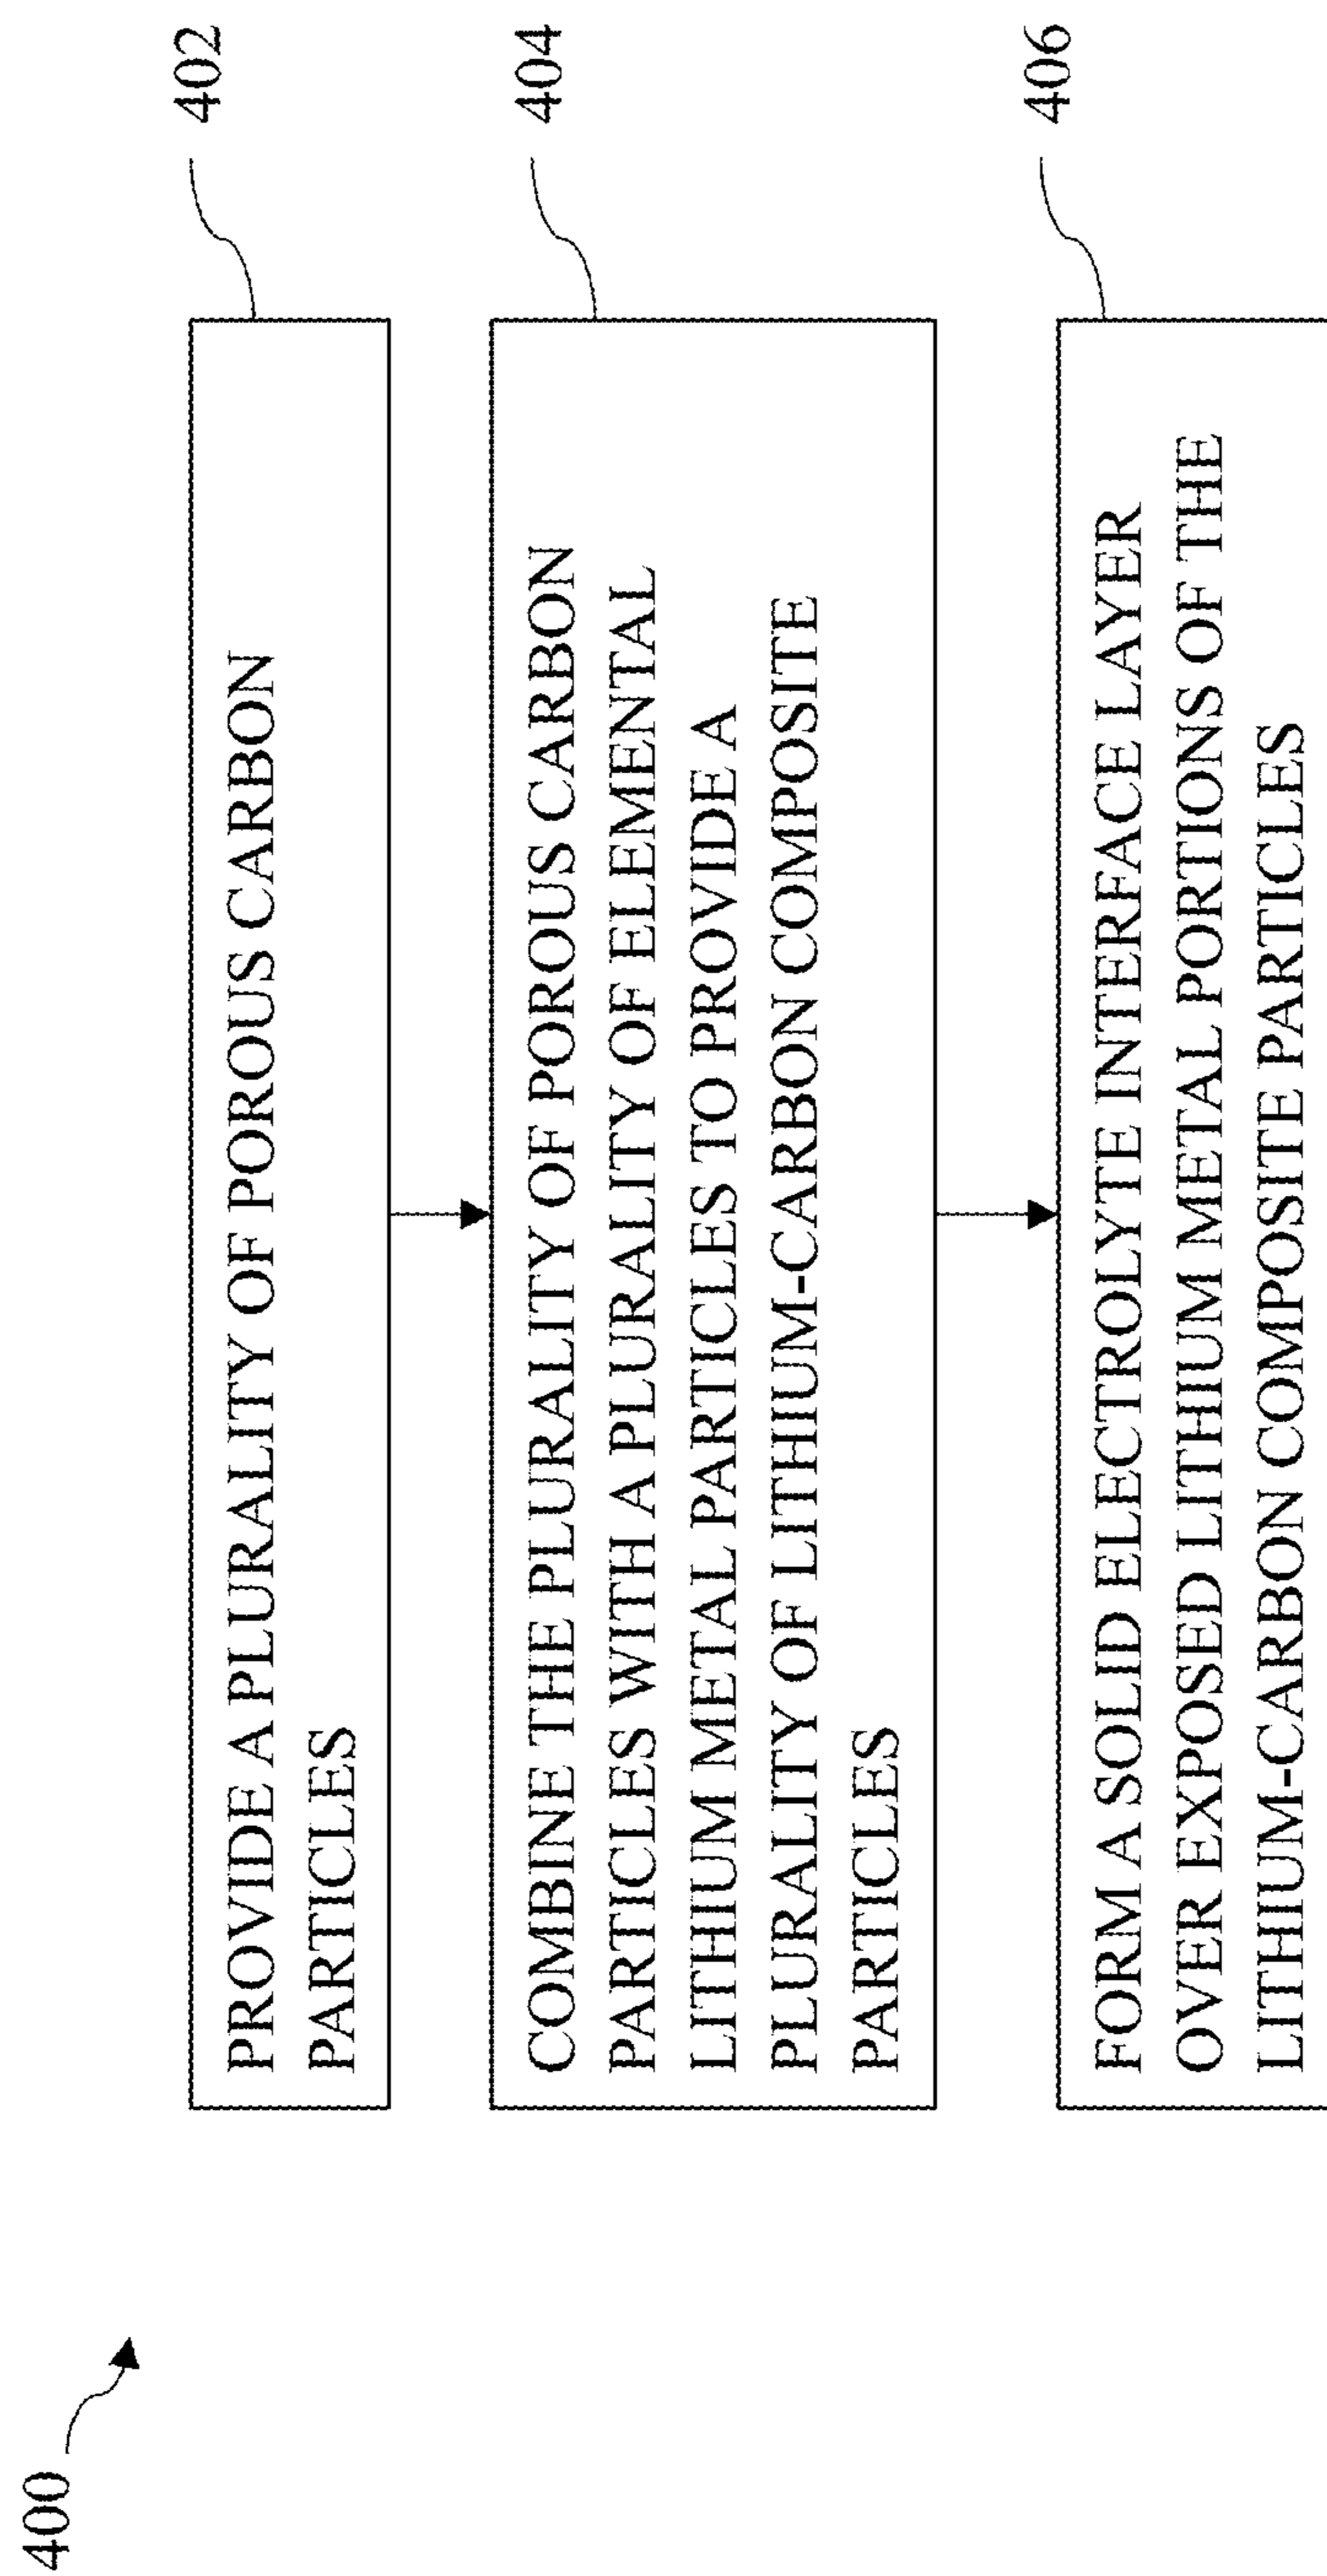 400
402
PROVIDE A PLURALITY OF POROUS CARBON
PARTICLES
404
COMBINE THE PLURALITY OF POROUS CARBON
PARTICLES WITH A PLURALITY OF ELEMENTAL
LITHIUM METAL PARTICLES TO PROVIDE A
PLURALITY OF LITHIUM-CARBON COMPOSITE
PARTICLES
406
FORM A SOLID ELECTROLYTE INTERFACE LAYER
OVER EXPOSED LITHIUM METAL PORTIONS OF THE
LITHIUM-CARBON COMPOSITE PARTICLES